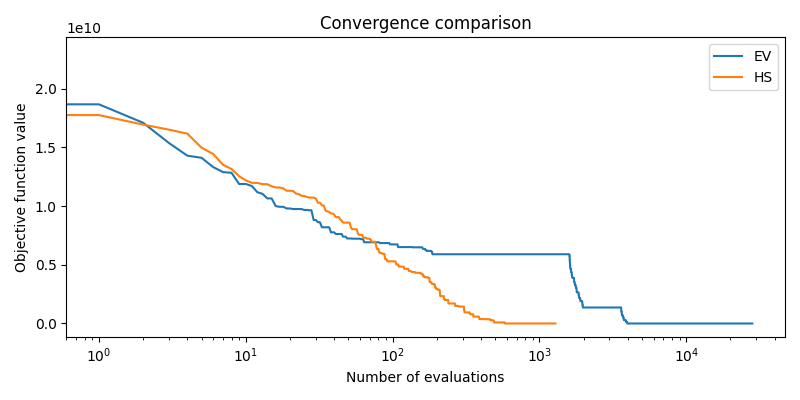 Convergence comparison
1e10
Objective function value
2.0
1.5
1.0
0.5
0.0
EV
HS
10⁰
10¹
10²
10³
10⁴
Number of evaluations